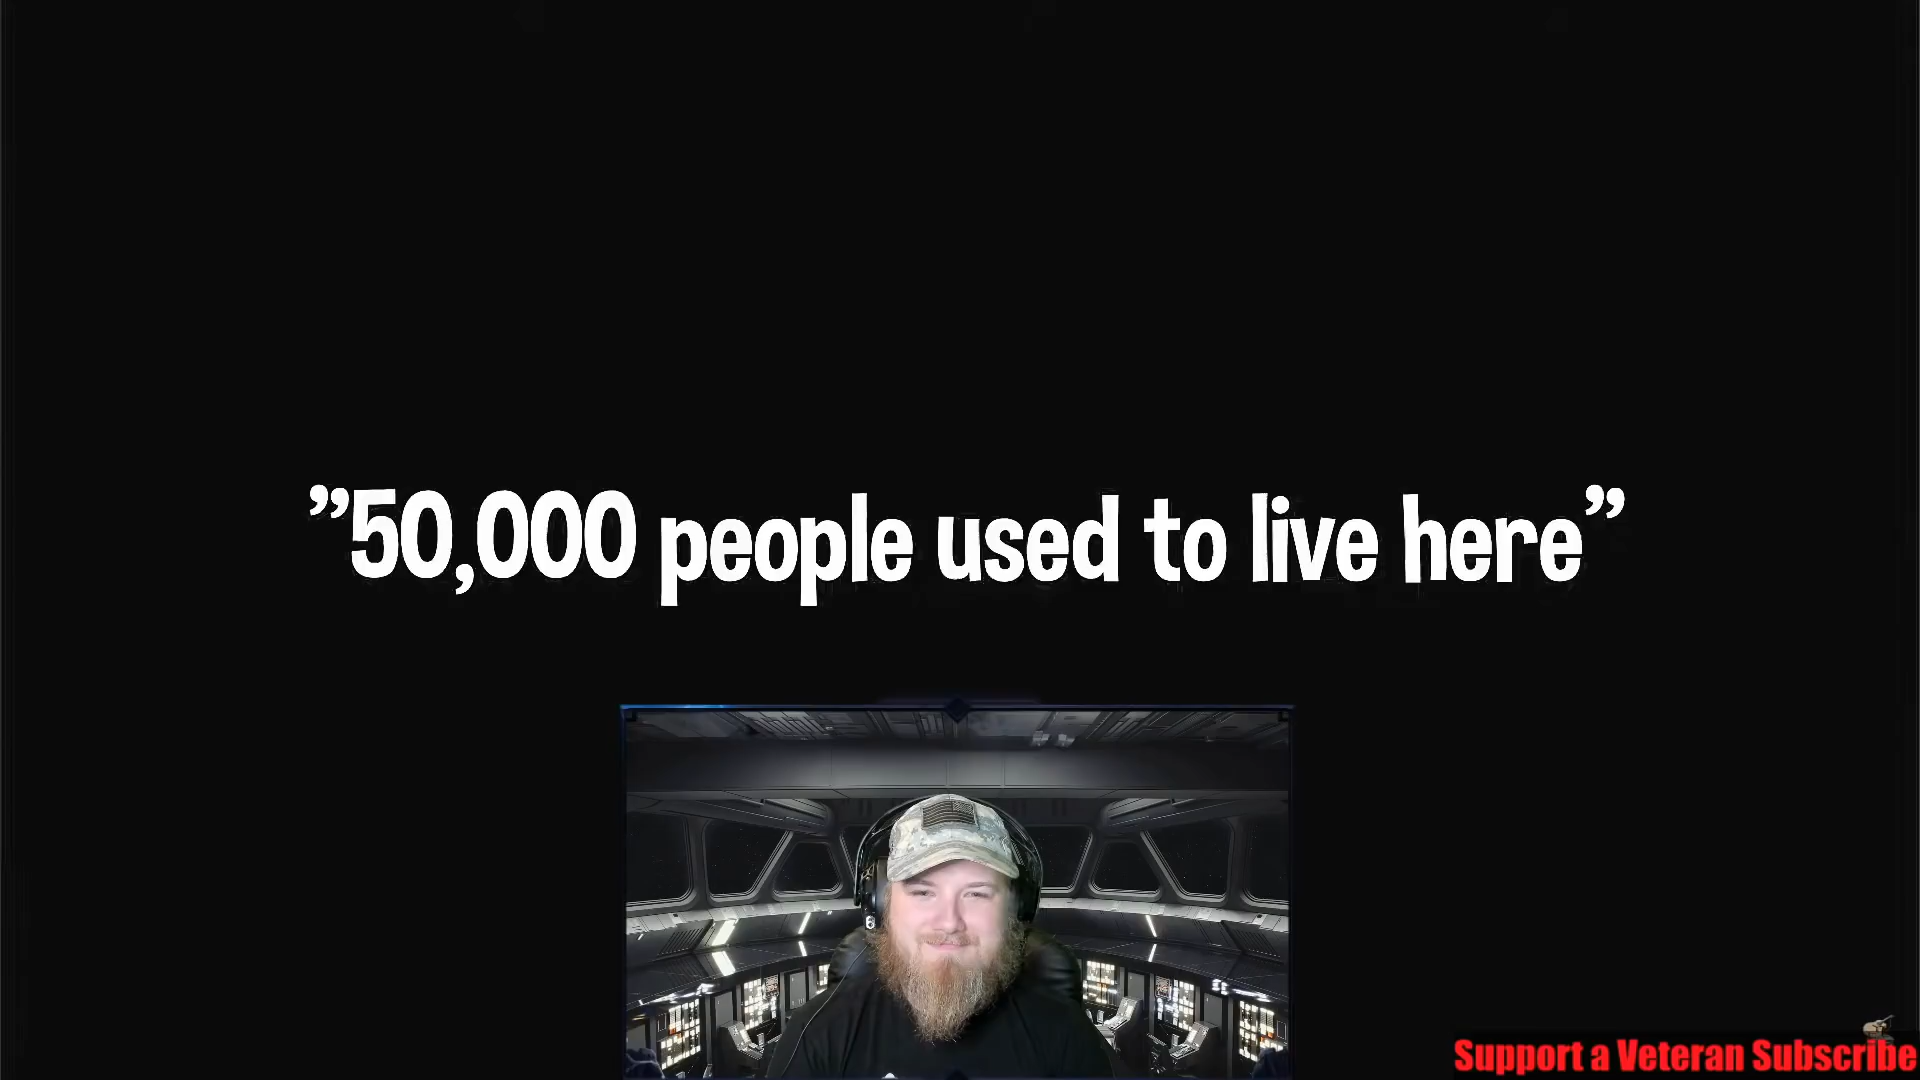 ”50,000 people used to live here”
Support a Veteran Subscribe